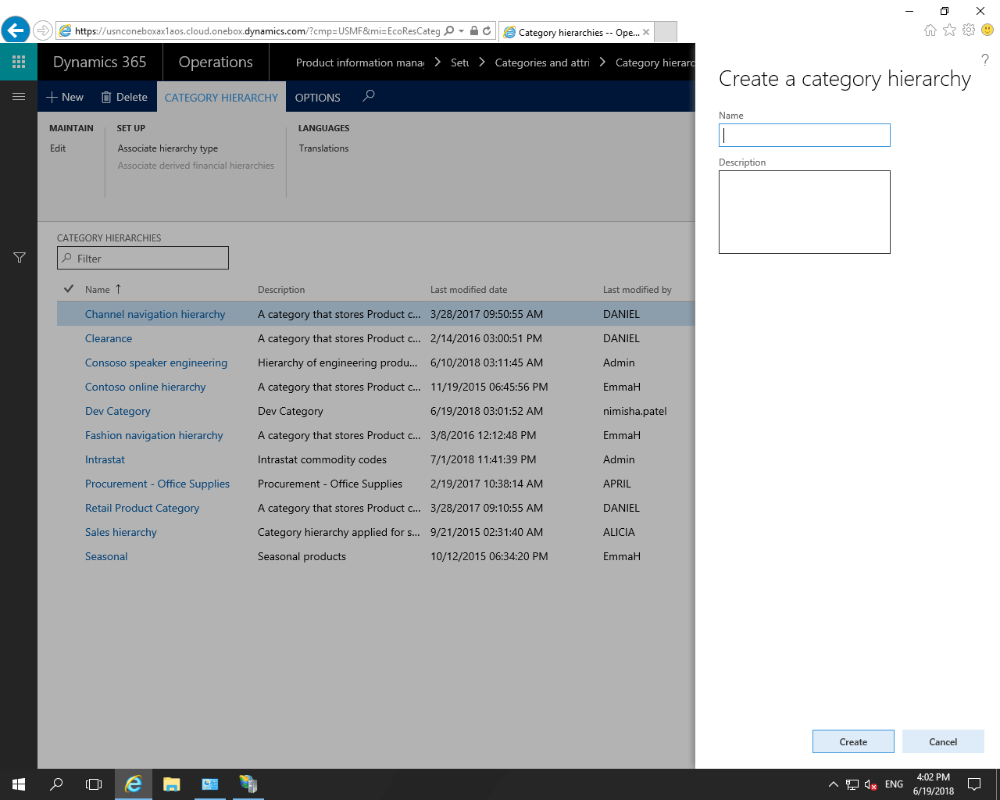 https://usnconeboxax1aos.cloud.onebox.dynamics.com/?cmp=USMF&mi=EcoResCateg
Category hierarchies -- Ope...
Dynamics 365
Operations
Product information mana
Setu
Categories and attri
Category hierarc
New
Delete
CATEGORY HIERARCHY
OPTIONS
MAINTAIN
Edit
SET UP
Associate hierarchy type
Associate derived financial hierarchies
LANGUAGES
Translations
CATEGORY HIERARCHIES
Filter
Name Description Last modified date Last modified by
Channel navigation hierarchy A category that stores Product c... 3/28/2017 09:50:55 AM DANIEL
Clearance A category that stores Product c... 2/14/2016 03:00:51 PM DANIEL
Consoso speaker engineering Hierarchy of engineering produ... 6/10/2018 03:11:45 AM Admin
Contoso online hierarchy A category that stores Product c... 11/19/2015 06:45:56 PM EmmaH
Dev Category Dev Category 6/19/2018 03:01:52 AM nimisha.patel
Fashion navigation hierarchy A category that stores Product c... 3/8/2016 12:12:48 PM EmmaH
Intrastat Intrastat commodity codes 7/1/2018 11:41:39 PM Admin
Procurement - Office Supplies Procurement - Office Supplies 2/19/2017 10:38:14 AM APRIL
Retail Product Category A category that stores Product c... 3/28/2017 09:10:55 AM DANIEL
Sales hierarchy Category hierarchy applied for s... 9/21/2015 02:31:40 AM ALICIA
Seasonal Seasonal products 10/12/2015 06:34:20 PM EmmaH
?
Create a category hierarchy
Name
Description
Create
Cancel
ENG
4:02 PM
6/19/2018